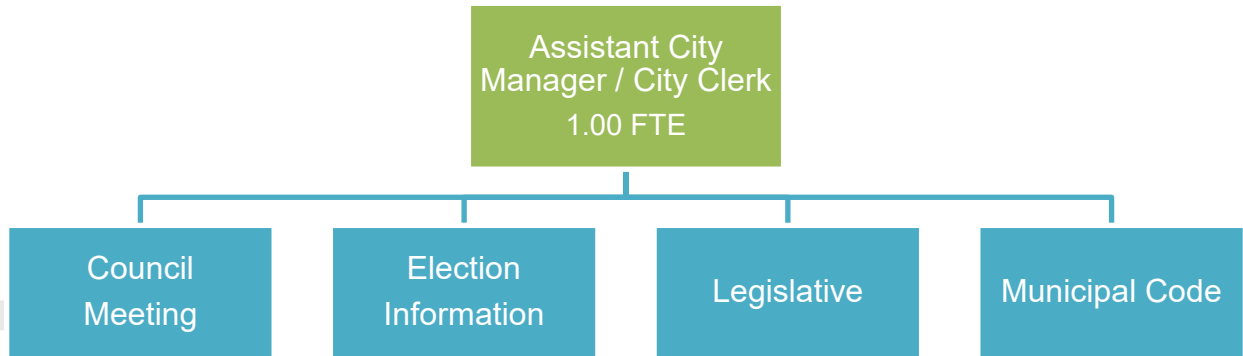 Assistant City
Manager / City Clerk
1.00 FTE
Council
Meeting
Election
Information
Legislative
Municipal Code